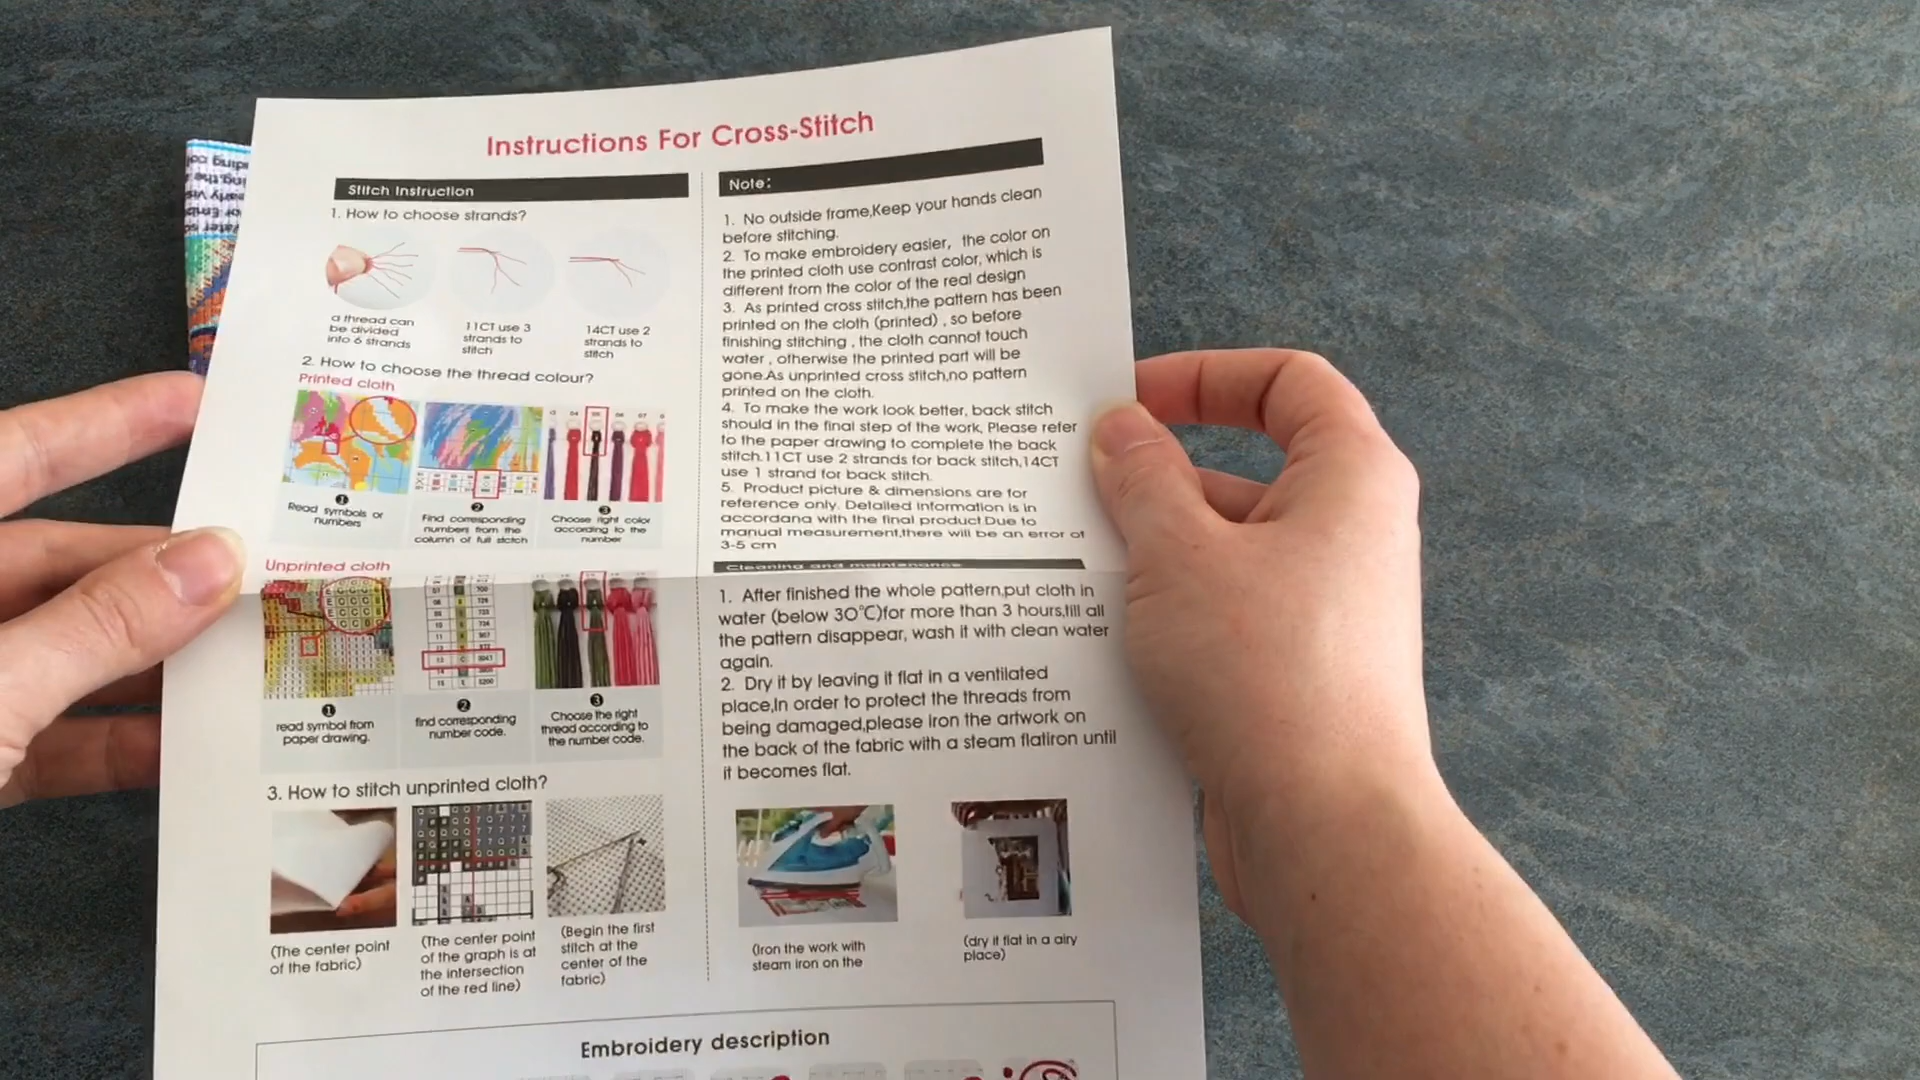 Instructions For Cross-Stitch
Stitch Instruction
1. How to choose strands?
a thread can
be divided
into 6 strands
11CT use 3
strands to
stitch
14CT use 2
strands to
stitch
2. How to choose the thread colour?
Printed cloth
04
05
06
07
1
Read symbols or
numbers
2
Find corresponding
numbers from the
column of full stctch
3
Choose right color
according to the
number
Unprinted cloth
1
read symbol from
paper drawing.
2
find corresponding
number code.
3
Choose the right
thread according to
the number code.
3. How to stitch unprinted cloth?
(The center point
of the fabric)
(The center point
of the graph is at
the intersection
of the red line)
(Begin the first
stitch at the
center of the
fabric)
Note:
1. No outside frame,Keep your hands clean
before stitching.
2. To make embroidery easier, the color on
the printed cloth use contrast color, which is
different from the color of the real design
3. As printed cross stitch,the pattern has been
printed on the cloth (printed) , so before
finishing stitching , the cloth cannot touch
water , otherwise the printed part will be
gone.As unprinted cross stitch,no pattern
printed on the cloth.
4. To make the work look better, back stitch
should in the final step of the work, Please refer
to the paper drawing to complete the back
stitch.11CT use 2 strands for back stitch,14CT
use 1 strand for back stitch.
5. Product picture & dimensions are for
reference only. Detailed information is in
accordana with the final product.Due to
manual measurement,there will be an error of
3-5 cm
Cleaning and maintenance
1. After finished the whole pattern,put cloth in
water (below 30℃)for more than 3 hours,till all
the pattern disappear, wash it with clean water
again.
2. Dry it by leaving it flat in a ventilated
place,In order to protect the threads from
being damaged,please iron the artwork on
the back of the fabric with a steam flatiron until
it becomes flat.
(Iron the work with
steam iron on the
(dry it flat in a airy
place)
Embroidery description